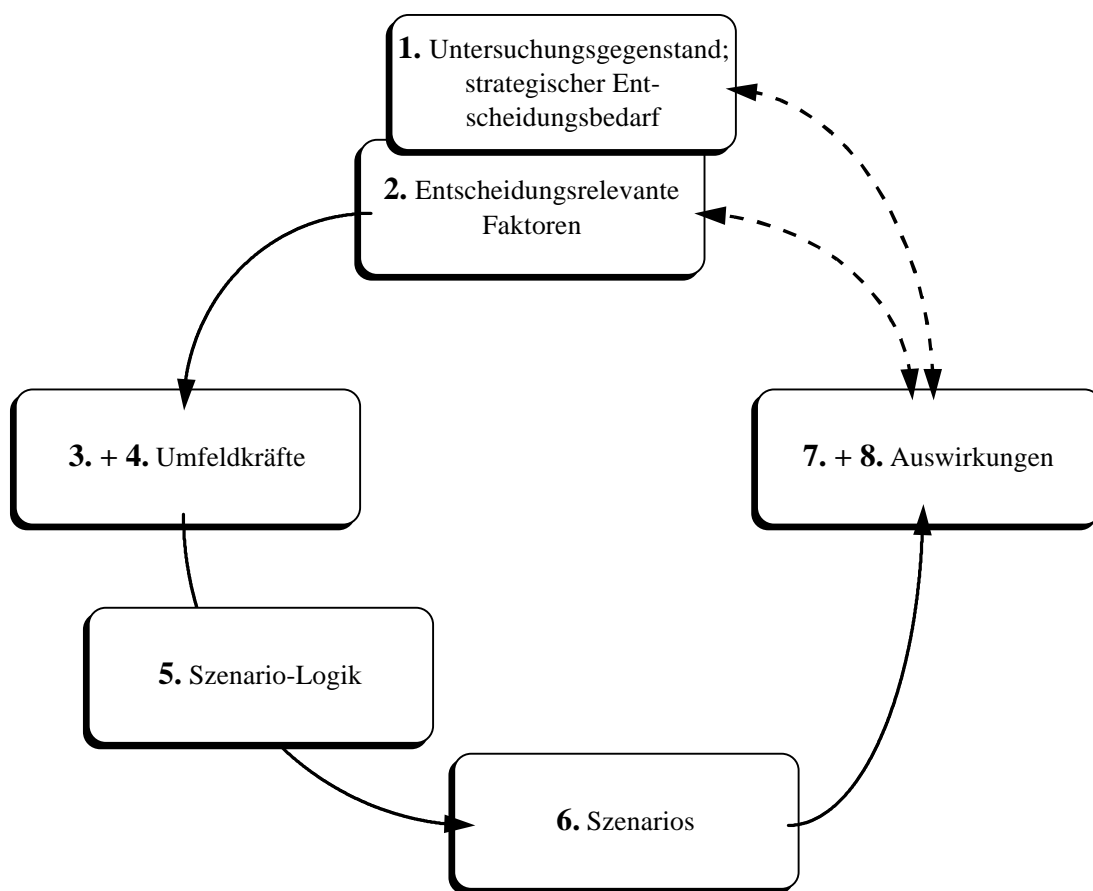 1. Untersuchungsgegenstand;
strategischer Ent-
scheidungsbedarf
2. Entscheidungsrelevante
Faktoren
3. + 4. Umfeldkräfte
7. + 8. Auswirkungen
5. Szenario-Logik
6. Szenarios